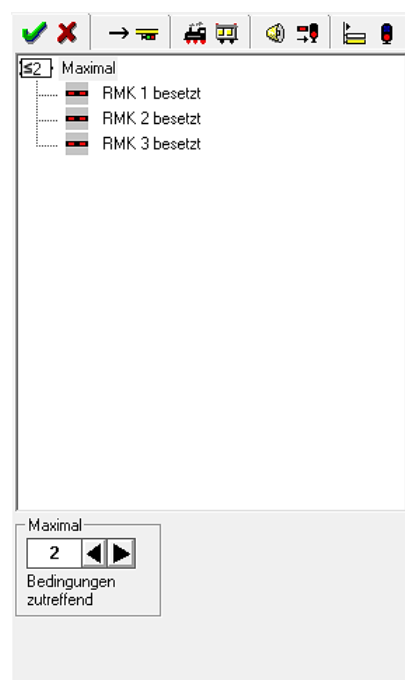 ≤2 Maximal
RMK 1 besetzt
RMK 2 besetzt
RMK 3 besetzt
Maximal
2
Bedingungen
zutreffend